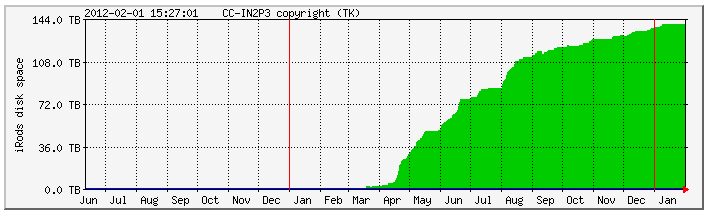 2012-02-01 15:27:01 CC-IN2P3 copyright (TK)
iRods disk space
144.0 TB
108.0 TB
72.0 TB
36.0 TB
0.0 TB
Jun Jul Aug Sep Oct Nov Dec Jan Feb Mar Apr May Jun Jul Aug Sep Oct Nov Dec Jan